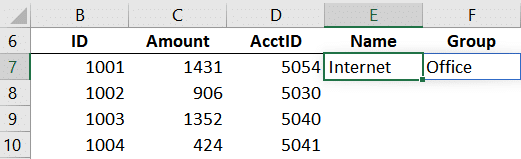 B C D E F
6 ID Amount AcctID Name Group
7 1001 1431 5054 Internet Office
8 1002 906 5030
9 1003 1352 5040
10 1004 424 5041